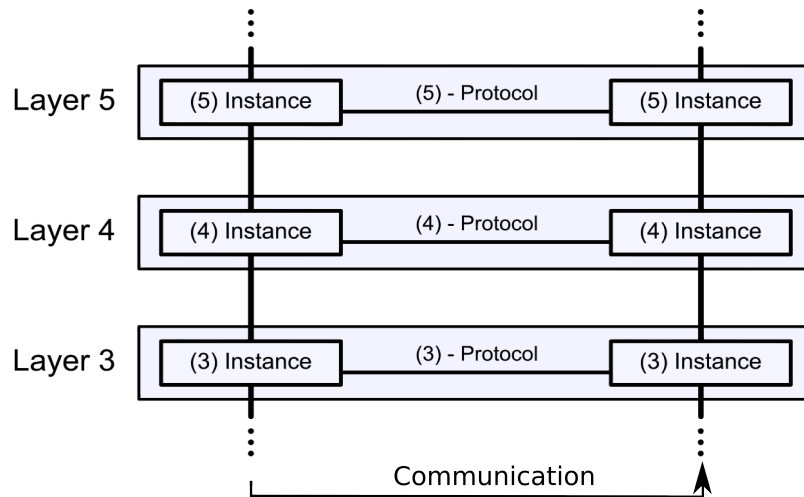 Layer 5
(5) Instance
(5) - Protocol
(5) Instance
Layer 4
(4) Instance
(4) - Protocol
(4) Instance
Layer 3
(3) Instance
(3) - Protocol
(3) Instance
Communication